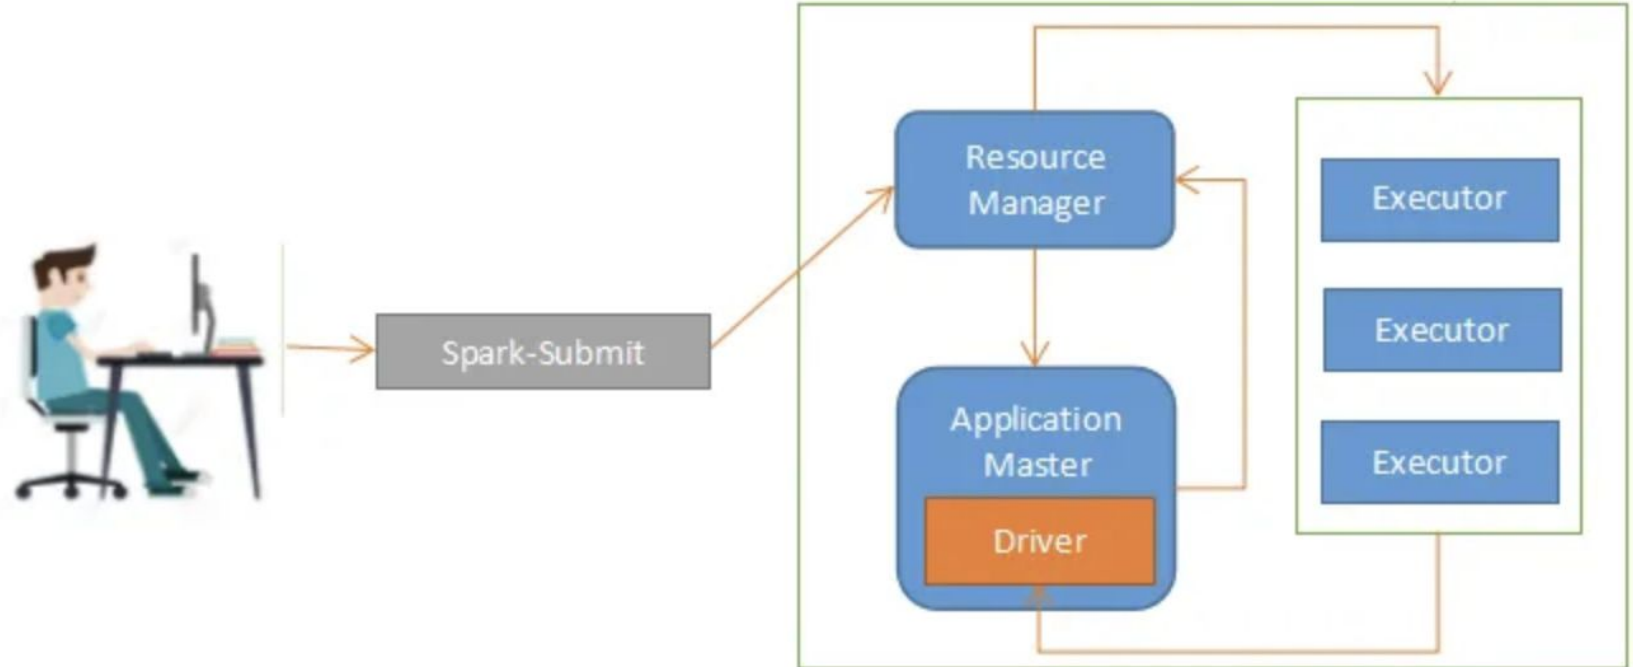 Spark-Submit
Resource
Manager
Application
Master
Driver
Executor
Executor
Executor